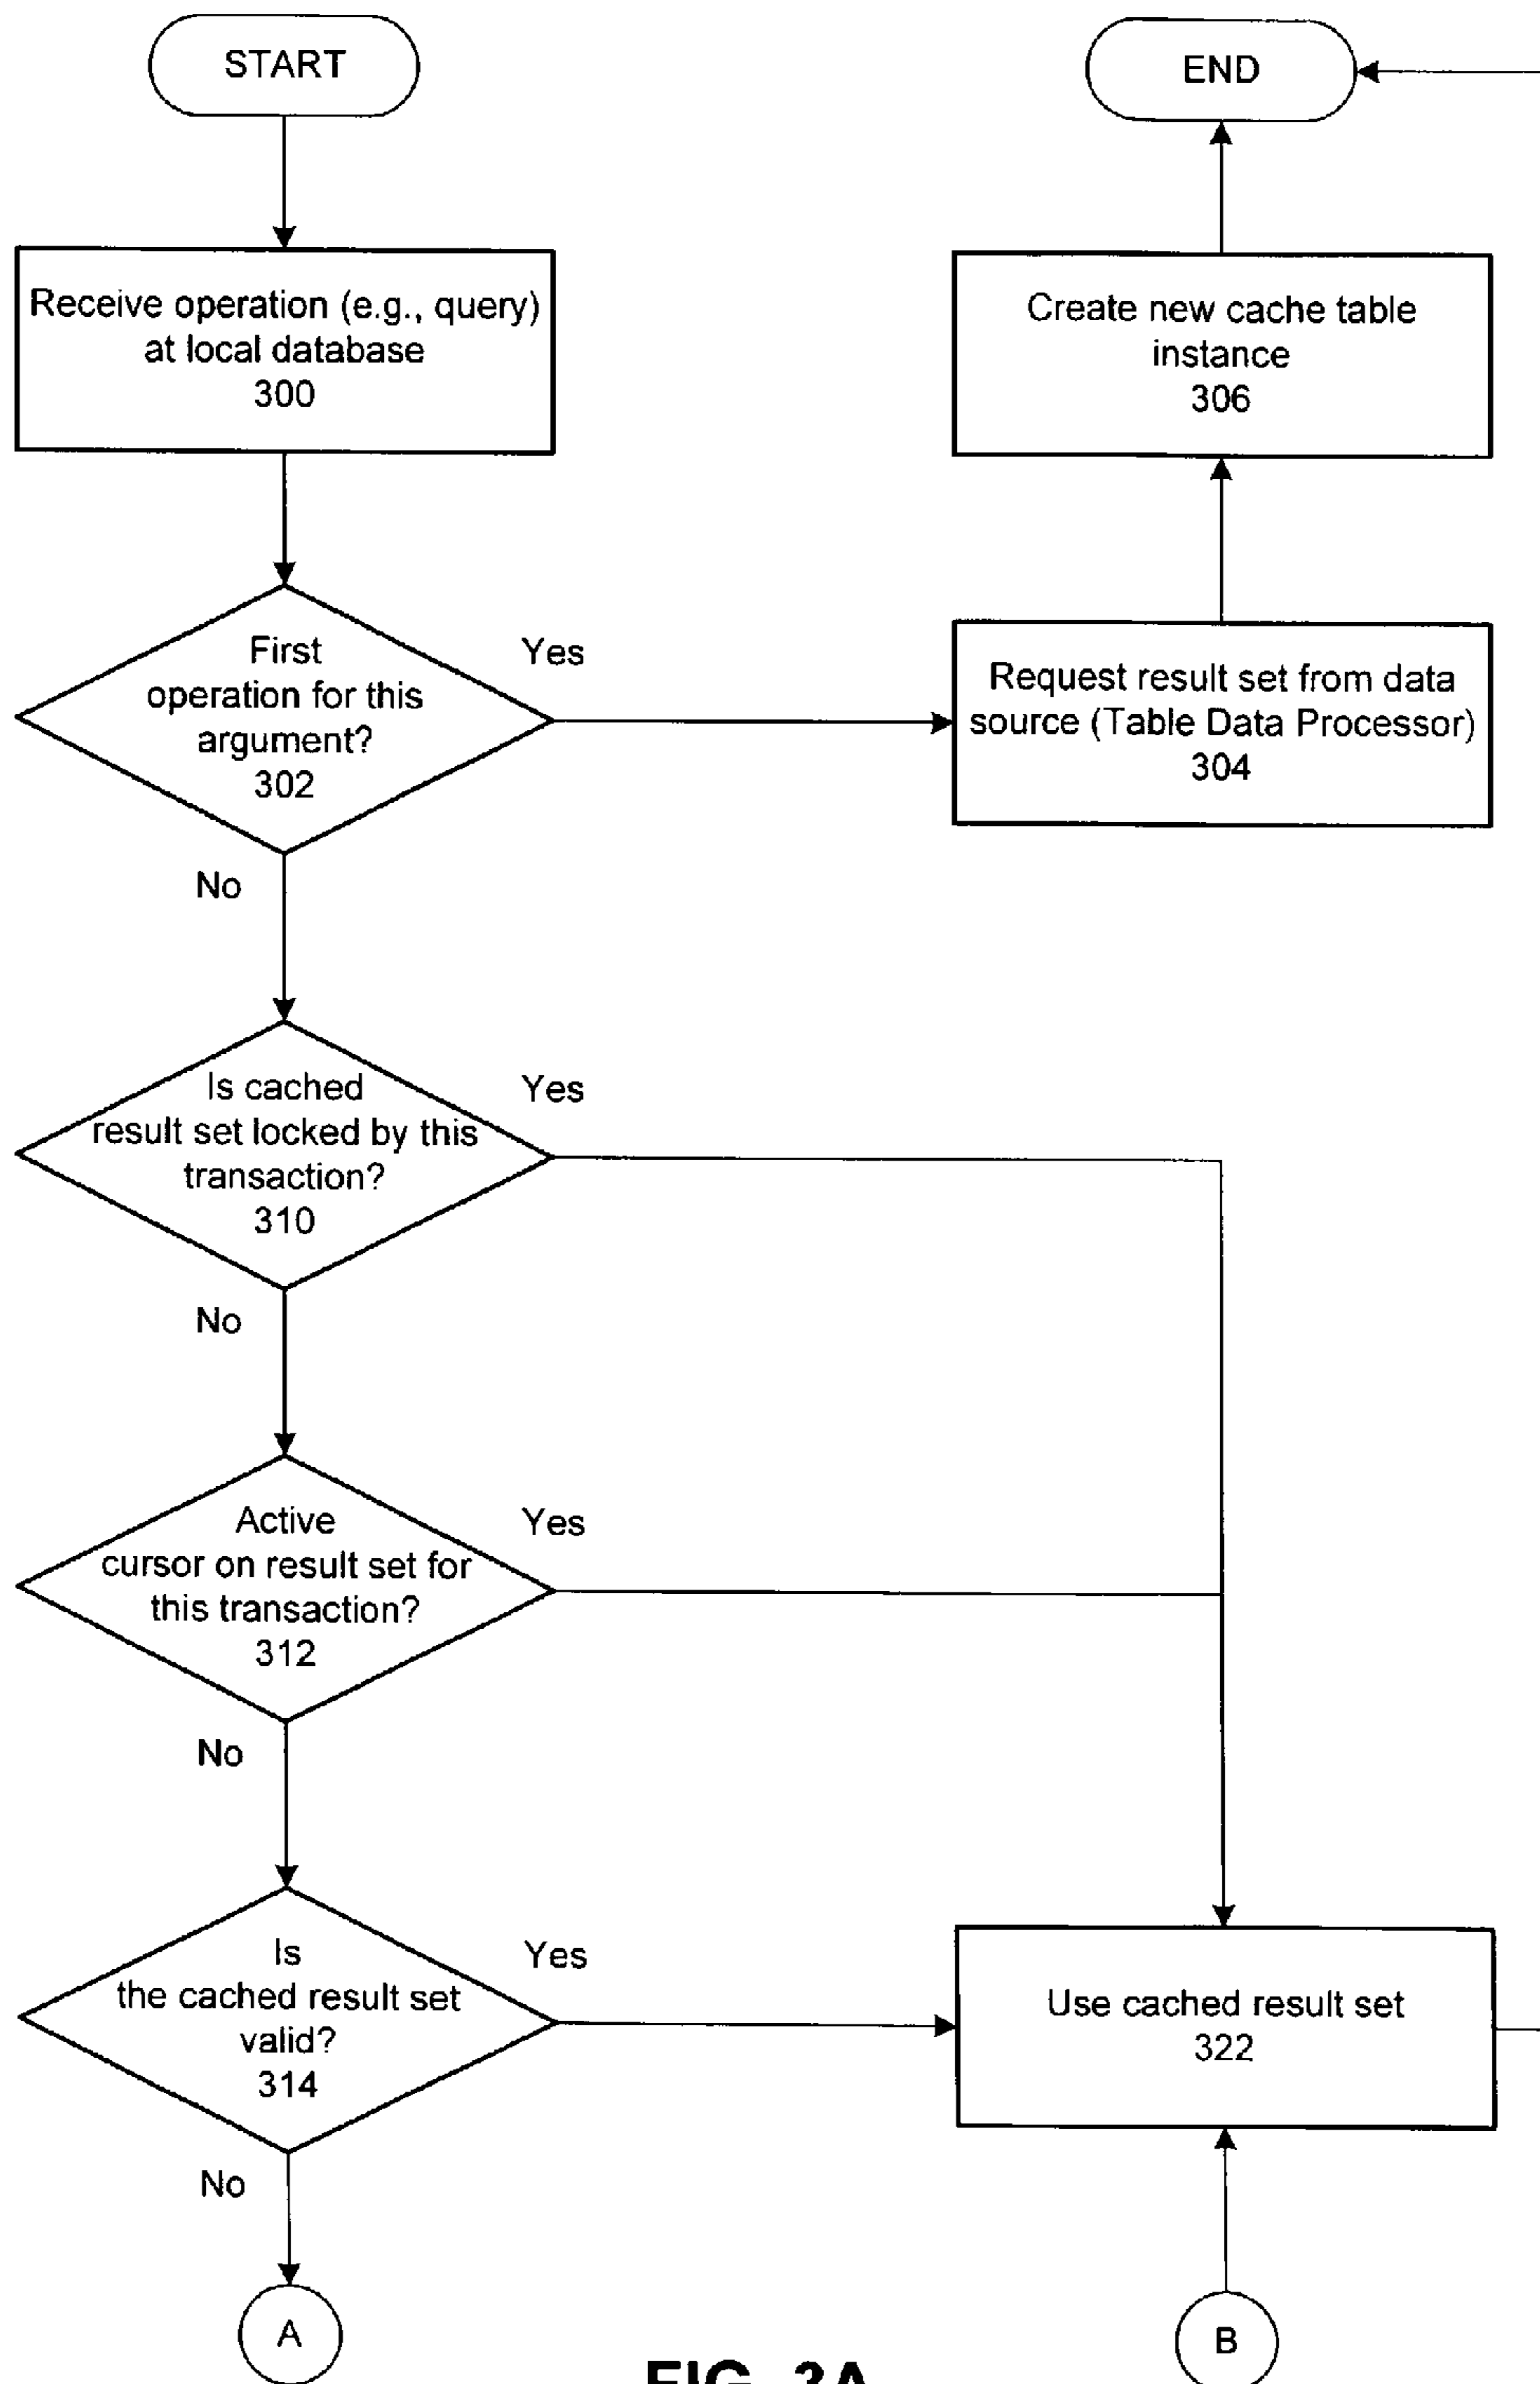 START
END
Receive operation (e.g., query)
at local database
300
Create new cache table
instance
306
First
operation for this
argument?
302
Yes
Request result set from data
source (Table Data Processor)
304
No
Is cached
result set locked by this
transaction?
310
Yes
No
Active
cursor on result set for
this transaction?
312
Yes
No
Is
the cached result set
valid?
314
Yes
Use cached result set
322
No
A
B
FIG. 3A